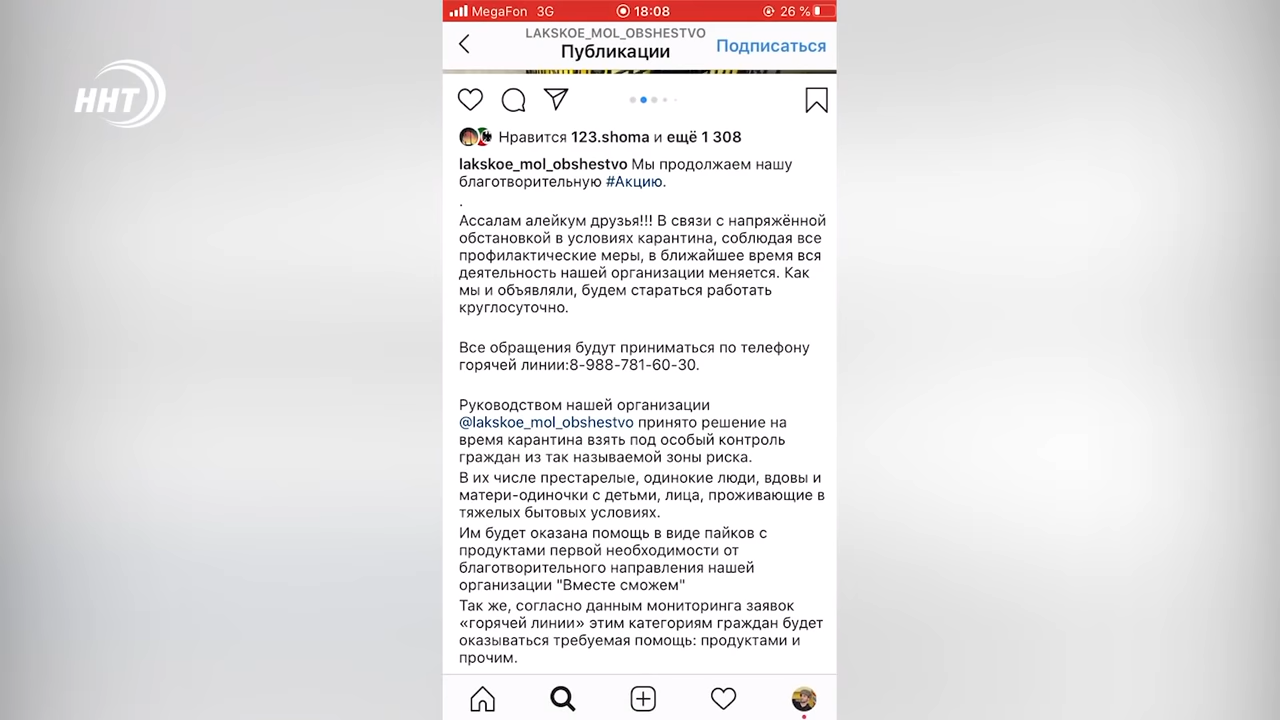 MegaFon 3G 18:08 26 %
LAKSKOE_MOL_OBSHESTVO
Публикации
Подписаться
ННТ
Нравится 123.shoma и ещё 1 308
lakskoe_mol_obshestvo Мы продолжаем нашу
благотворительную #Акцию.
.
Ассалам алейкум друзья!!! В связи с напряжённой
обстановкой в условиях карантина, соблюдая все
профилактические меры, в ближайшее время вся
деятельность нашей организации меняется. Как
мы и объявляли, будем стараться работать
круглосуточно.
Все обращения будут приниматься по телефону
горячей линии:8-988-781-60-30.
Руководством нашей организации
@lakskoe_mol_obshestvo принято решение на
время карантина взять под особый контроль
граждан из так называемой зоны риска.
В их числе престарелые, одинокие люди, вдовы и
матери-одиночки с детьми, лица, проживающие в
тяжелых бытовых условиях.
Им будет оказана помощь в виде пайков с
продуктами первой необходимости от
благотворительного направления нашей
организации "Вместе сможем"
Так же, согласно данным мониторинга заявок
«горячей линии» этим категориям граждан будет
оказываться требуемая помощь: продуктами и
прочим.